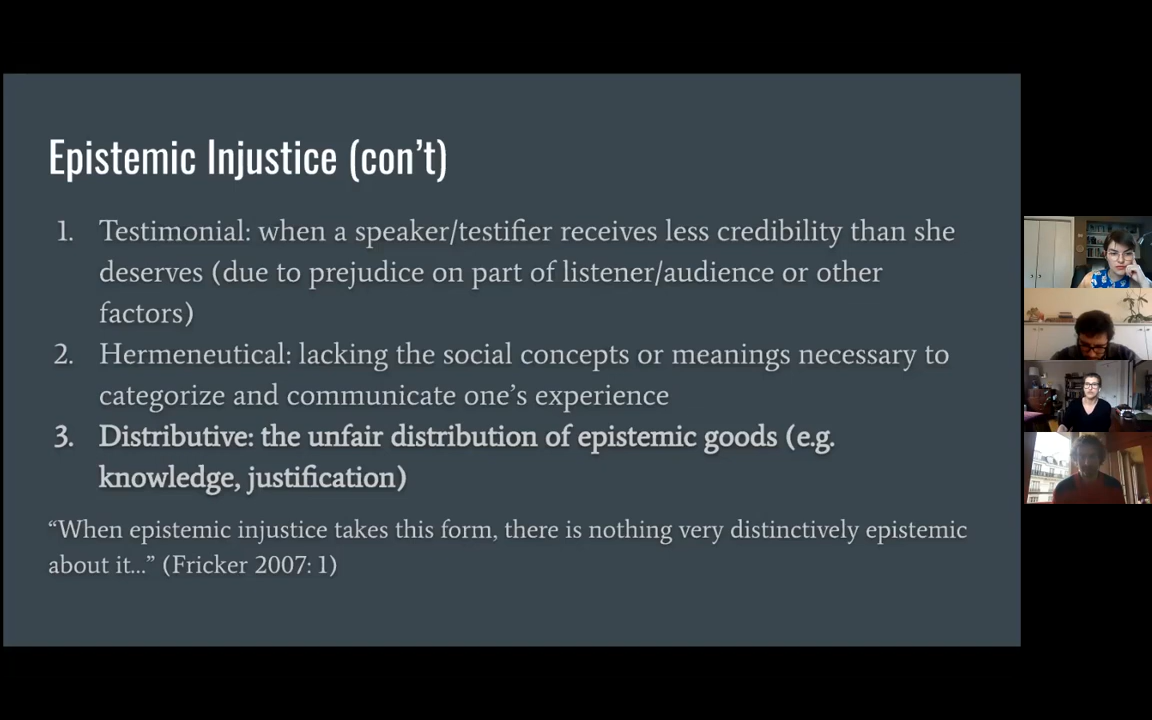 Epistemic Injustice (con’t)
1. Testimonial: when a speaker/testifier receives less credibility than she
deserves (due to prejudice on part of listener/audience or other
factors)
2. Hermeneutical: lacking the social concepts or meanings necessary to
categorize and communicate one’s experience
3. Distributive: the unfair distribution of epistemic goods (e.g.
knowledge, justification)
“When epistemic injustice takes this form, there is nothing very distinctively epistemic
about it...” (Fricker 2007: 1)